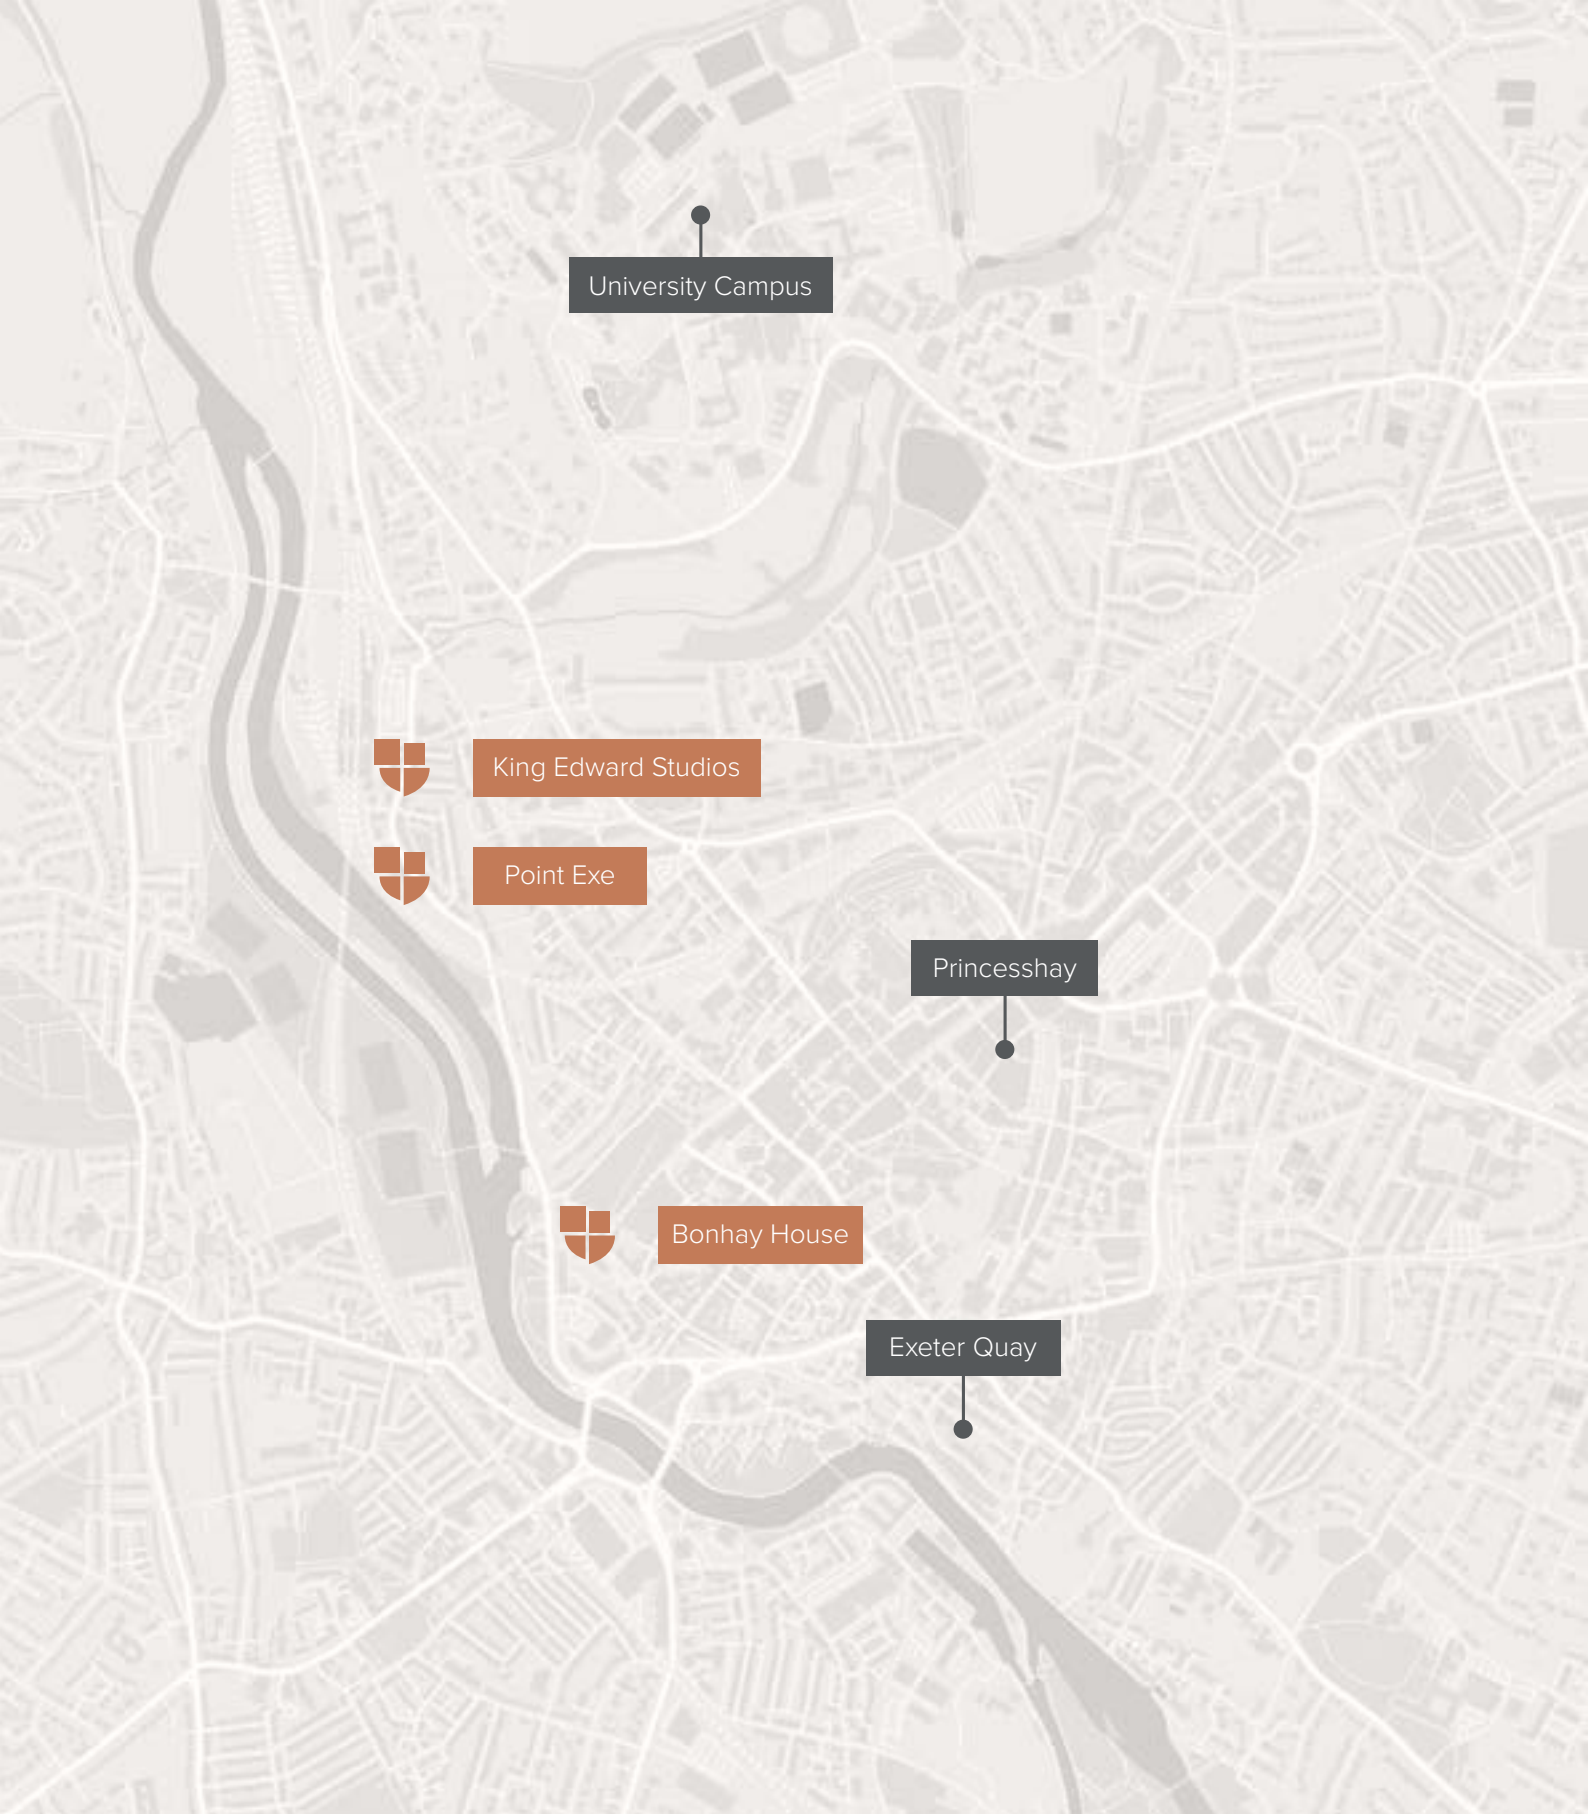 University Campus
King Edward Studios
Point Exe
Princesshay
Bonhay House
Exeter Quay